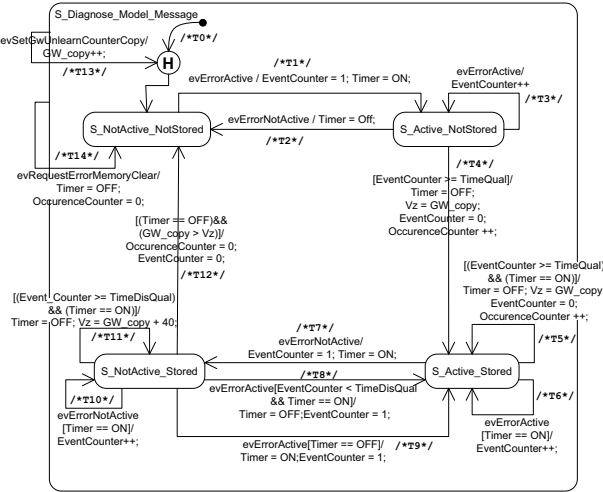 S_Diagnose_Model_Message
evSetGwUnlearnCounterCopy/
GW_copy++;
/*T13*/
/*T0*/
H
/*T1*/
evErrorActive / EventCounter = 1; Timer = ON;
evErrorActive/
EventCounter++
/*T3*/
S_NotActive_NotStored
evErrorNotActive / Timer = Off;
/*T2*/
S_Active_NotStored
/*T14*/
evRequestErrorMemoryClear/
Timer = OFF;
OccurenceCounter = 0;
/*T4*/
[EventCounter >= TimeQual]/
Timer = OFF;
Vz = GW_copy;
EventCounter = 0;
OccurenceCounter ++;
[(Timer == OFF)&&
(GW_copy > Vz)]/
OccurenceCounter = 0;
EventCounter = 0;
/*T12*/
[(EventCounter >= TimeQual)
&& (Timer == ON)]/
Timer = OFF; Vz = GW_copy
EventCounter = 0;
OccurenceCounter ++;
/*T5*/
[(Event_Counter >= TimeDisQual)
&& (Timer == ON)]/
Timer = OFF; Vz = GW_copy + 40;
/*T11*/
/*T7*/
evErrorNotActive/
EventCounter = 1; Timer = ON;
S_NotActive_Stored
S_Active_Stored
/*T8*/
evErrorActive[EventCounter < TimeDisQual
&& Timer == ON]/
Timer = OFF;EventCounter = 1;
/*T10*/
evErrorNotActive
[Timer == ON]/
EventCounter++;
/*T6*/
evErrorActive
[Timer == ON]/
EventCounter++;
evErrorActive[Timer == OFF]/
Timer = ON;EventCounter = 1;
/*T9*/